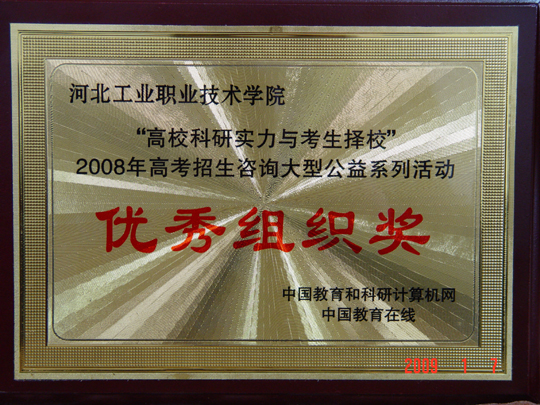 河北工业职业技术学院
“高校科研实力与考生择校”
2008年高考招生咨询大型公益系列活动
优秀组织奖
中国教育和科研计算机网
中国教育在线
2009 1 7